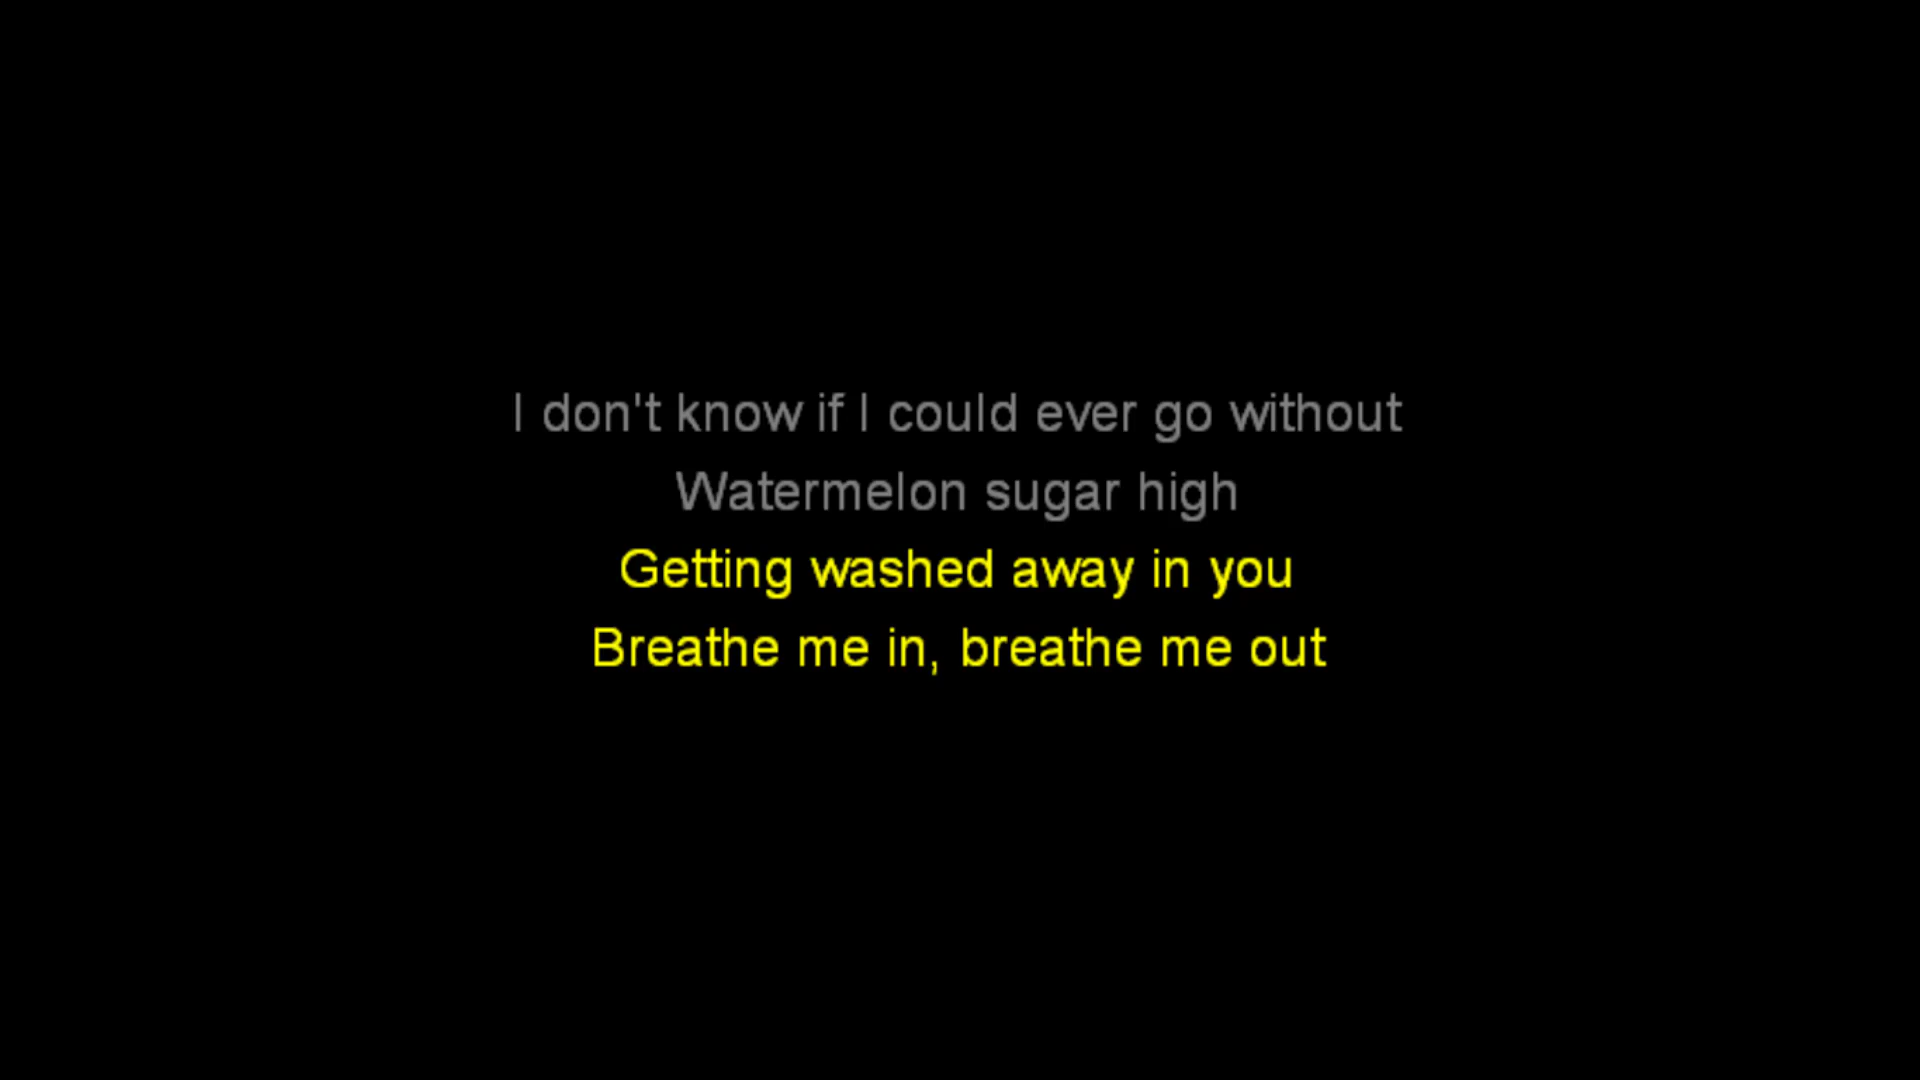 I don't know if I could ever go without
Watermelon sugar high
Getting washed away in you
Breathe me in, breathe me out